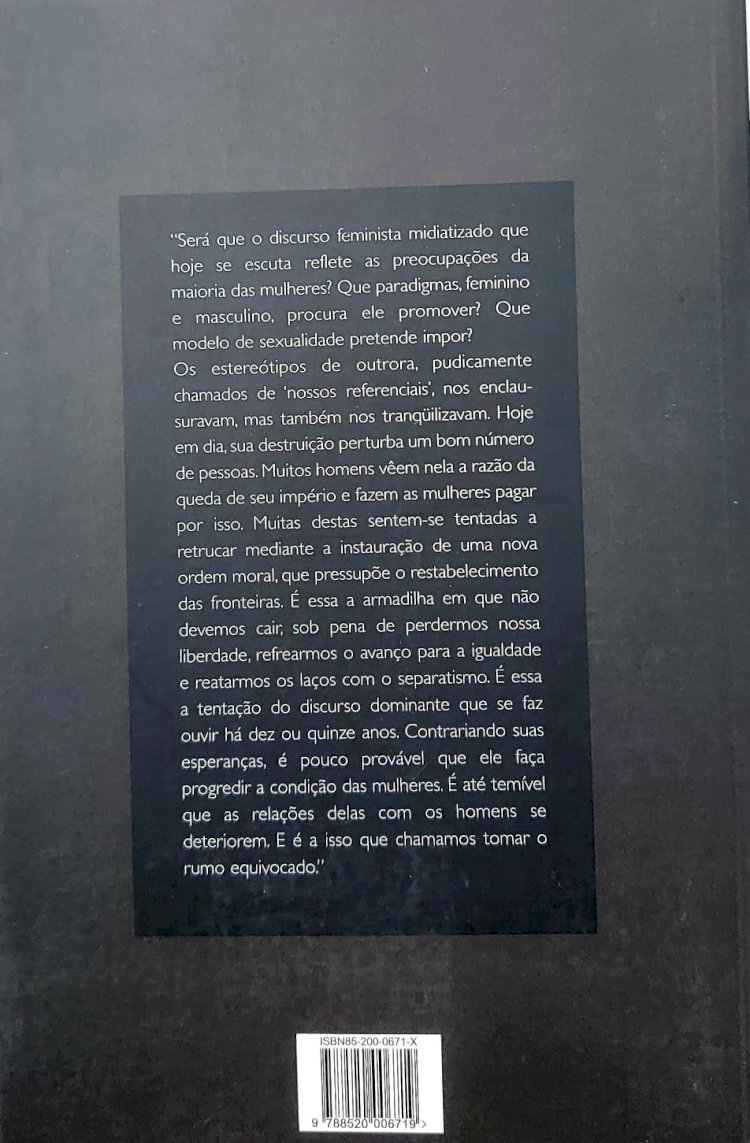 "Será que o discurso feminista midiatizado que
hoje se escuta reflete as preocupações da
maioria das mulheres? Que paradigmas, feminino
e masculino, procura ele promover? Que
modelo de sexualidade pretende impor?
Os estereótipos de outrora, pudicamente
chamados de 'nossos referenciais', nos enclau-
suravam, mas também nos tranqüilizavam. Hoje
em dia, sua destruição perturba um bom número
de pessoas. Muitos homens vêem nela a razão da
queda de seu império e fazem as mulheres pagar
por isso. Muitas destas sentem-se tentadas a
retrucar mediante a instauração de uma nova
ordem moral, que pressupõe o restabelecimento
das fronteiras. É essa a armadilha em que não
devemos cair, sob pena de perdermos nossa
liberdade, refrearmos o avanço para a igualdade
e reatarmos os laços com o separatismo. É essa
a tentação do discurso dominante que se faz
ouvir há dez ou quinze anos. Contrariando suas
esperanças, é pouco provável que ele faça
progredir a condição das mulheres. É até temível
que as relações delas com os homens se
deteriorem. E é a isso que chamamos tomar o
rumo equivocado."
ISBN85-200-0671-X
9 788520 006719 >